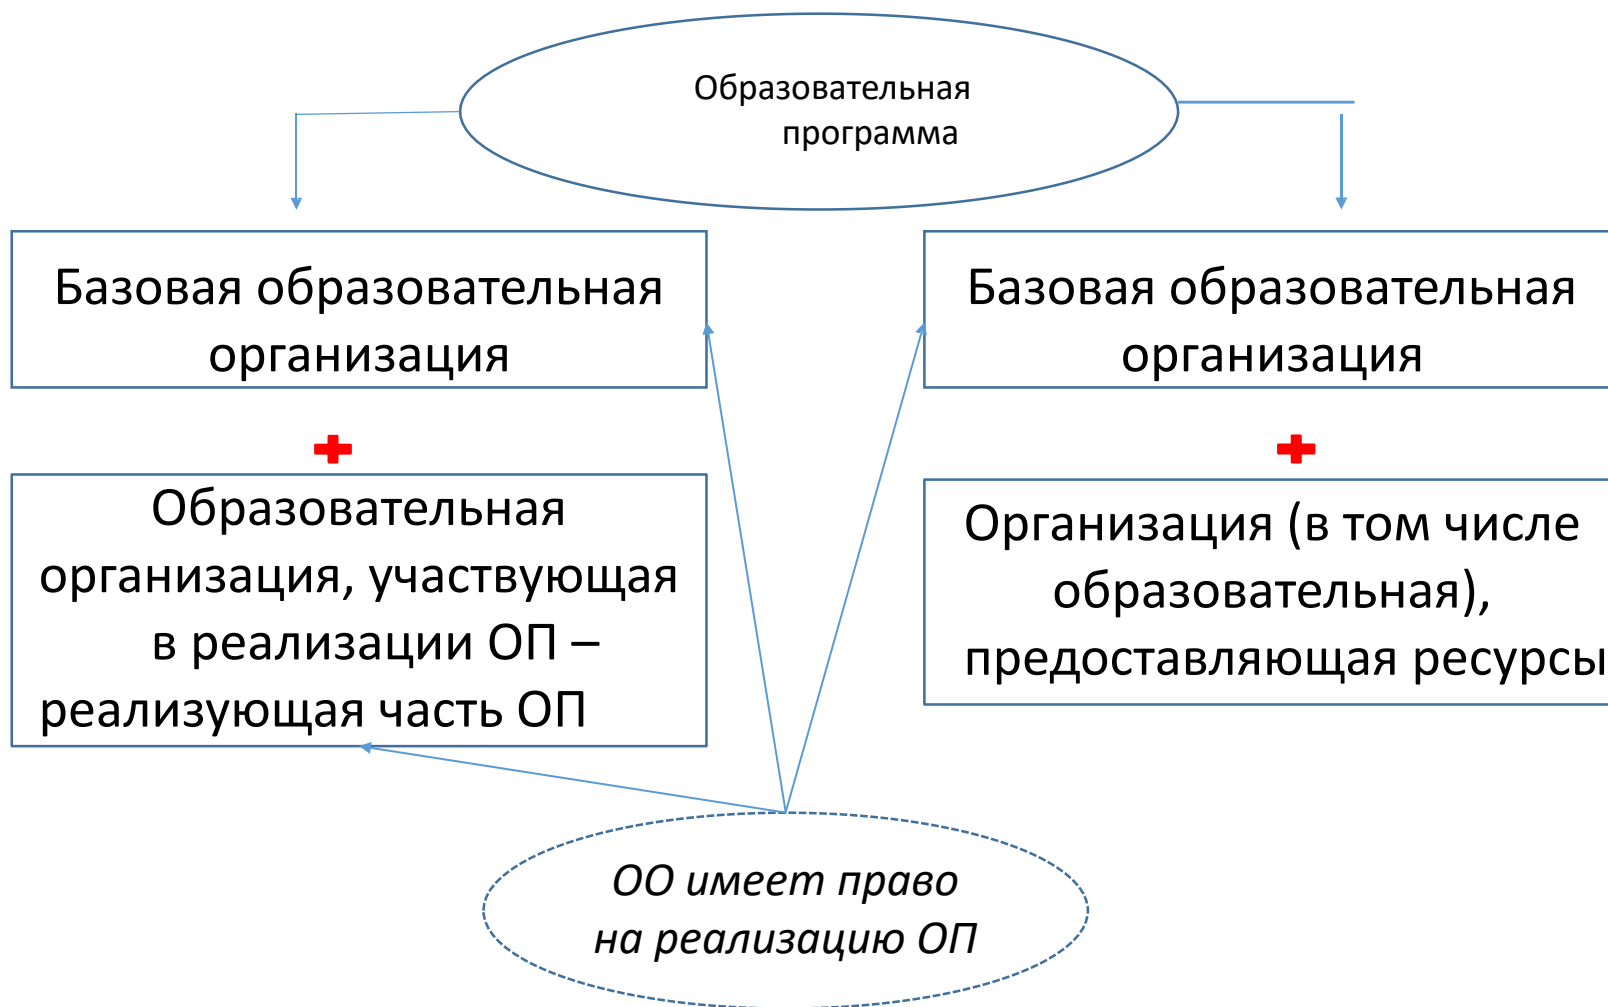 Образовательная
программа
Базовая образовательная
организация
Базовая образовательная
организация
Образовательная
организация, участвующая
в реализации ОП –
реализующая часть ОП
Организация (в том числе
образовательная),
предоставляющая ресурсы
ОО имеет право
на реализацию ОП